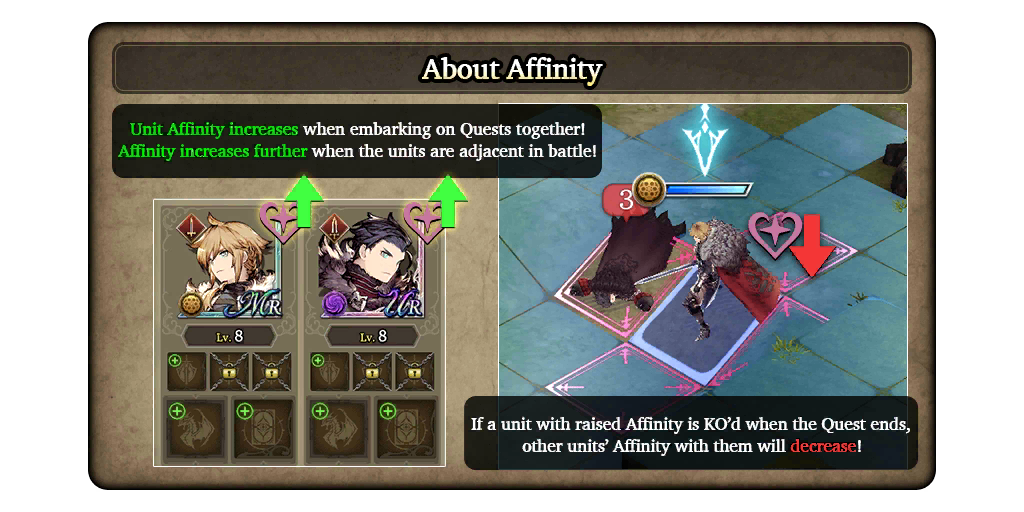 About Affinity
Unit Affinity increases when embarking on Quests together!
Affinity increases further when the units are adjacent in battle!
3
MR
UR
Lv. 8
Lv. 8
If a unit with raised Affinity is KO’d when the Quest ends,
other units’ Affinity with them will decrease!